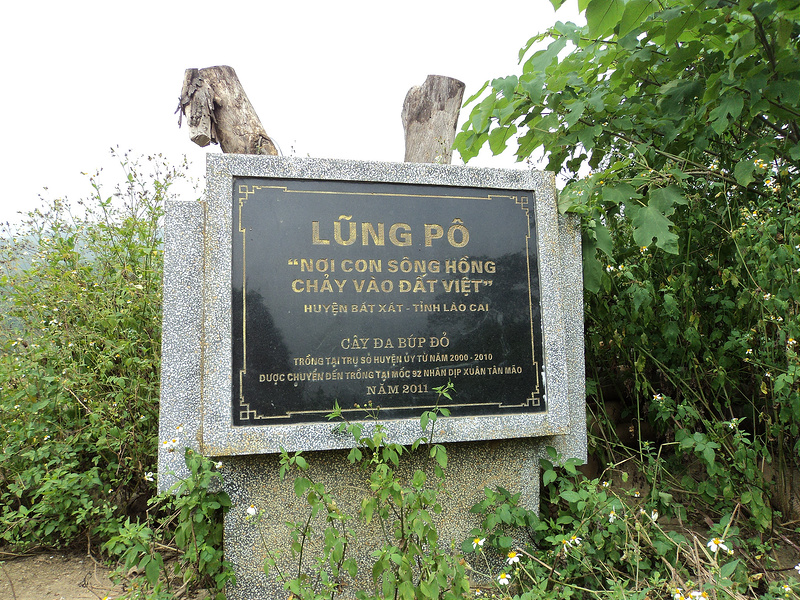 LŨNG PÔ
“NƠI CON SÔNG HỒNG
CHẢY VÀO ĐẤT VIỆT”
HUYỆN BÁT XÁT - TỈNH LÀO CAI
CÂY ĐA BÚP ĐỎ
TRỒNG TẠI TRỤ SỞ HUYỆN ỦY TỪ NĂM 2000 - 2010
ĐƯỢC CHUYỂN ĐẾN TRỒNG TẠI MỐC 92 NHÂN DỊP XUÂN TÂN MÃO
NĂM 2011